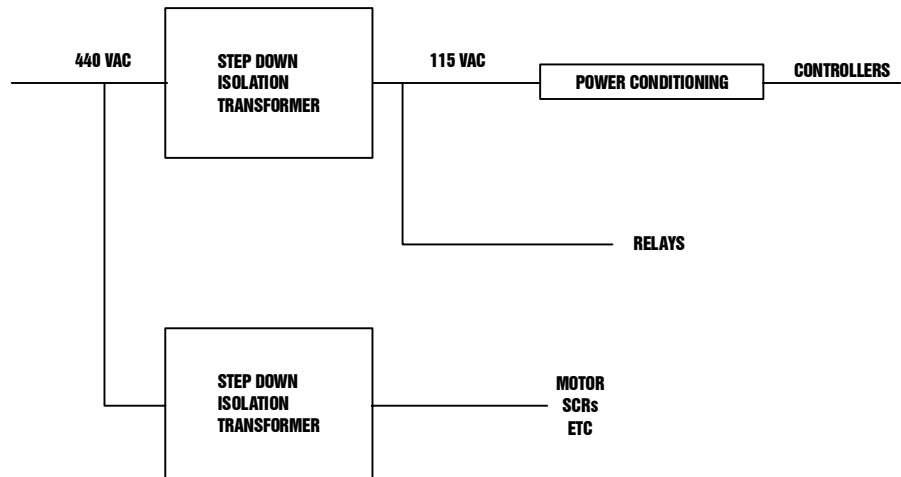 440 VAC
STEP DOWN
ISOLATION
TRANSFORMER
115 VAC
POWER CONDITIONING
CONTROLLERS
RELAYS
STEP DOWN
ISOLATION
TRANSFORMER
MOTOR
SCRs
ETC